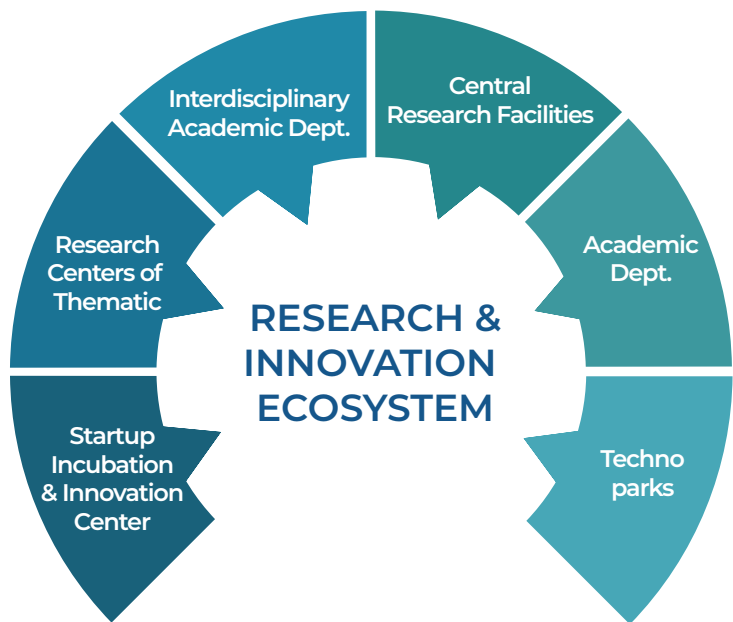 Interdisciplinary
Academic Dept.
Central
Research Facilities
Research
Centers of
Thematic
Academic
Dept.
RESEARCH &
INNOVATION
ECOSYSTEM
Startup
Incubation
& Innovation
Center
Techno
parks